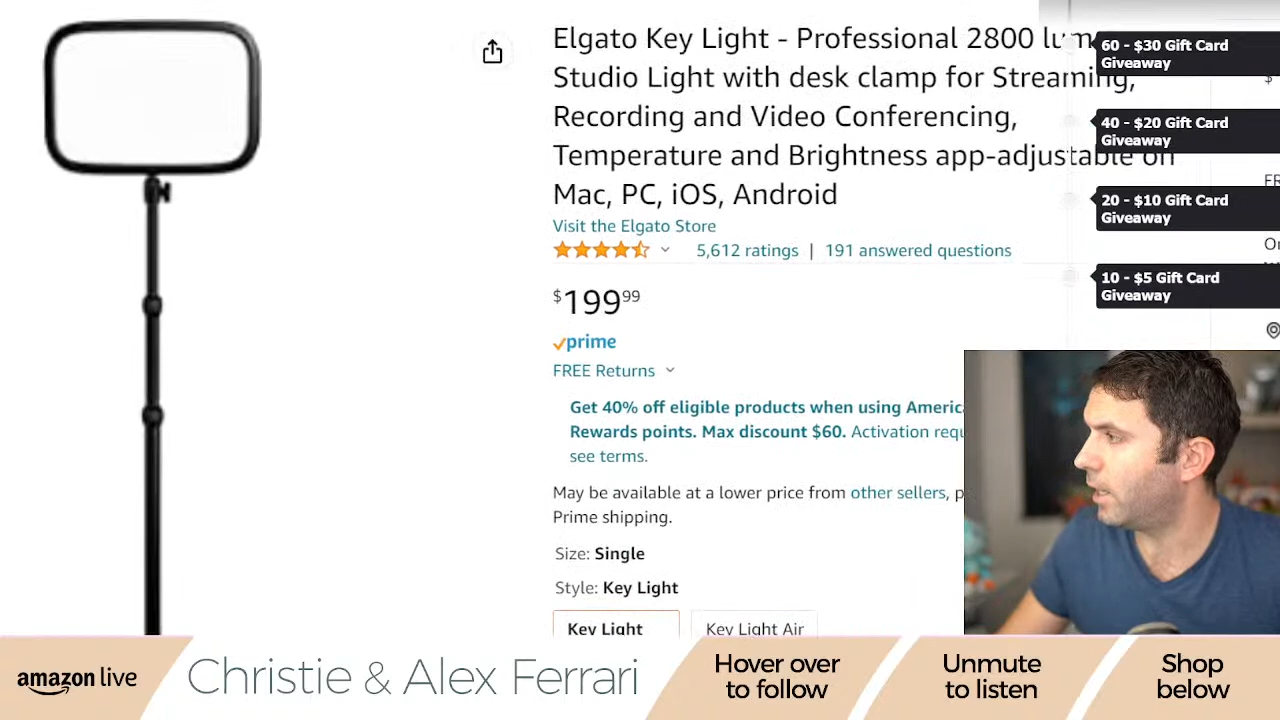 Elgato Key Light - Professional 2800
Studio Light with desk clamp for Streaming,
Recording and Video Conferencing,
Temperature and Brightness app-adjustable on
Mac, PC, iOS, Android
Visit the Elgato Store
5,612 ratings | 191 answered questions
$199 99
prime
FREE Returns
Get 40% off eligible products when using
Rewards points. Max discount $60. Activation
see terms.
May be available at a lower price from other sellers,
Prime shipping.
Size: Single
Style: Key Light
Key Light
Key Light Air
60 - $30 Gift Card
Giveaway
40 - $20 Gift Card
Giveaway
20 - $10 Gift Card
Giveaway
10 - $5 Gift Card
Giveaway
amazon live
Christie & Alex Ferrari
Hover over
to follow
Unmute
to listen
Shop
below